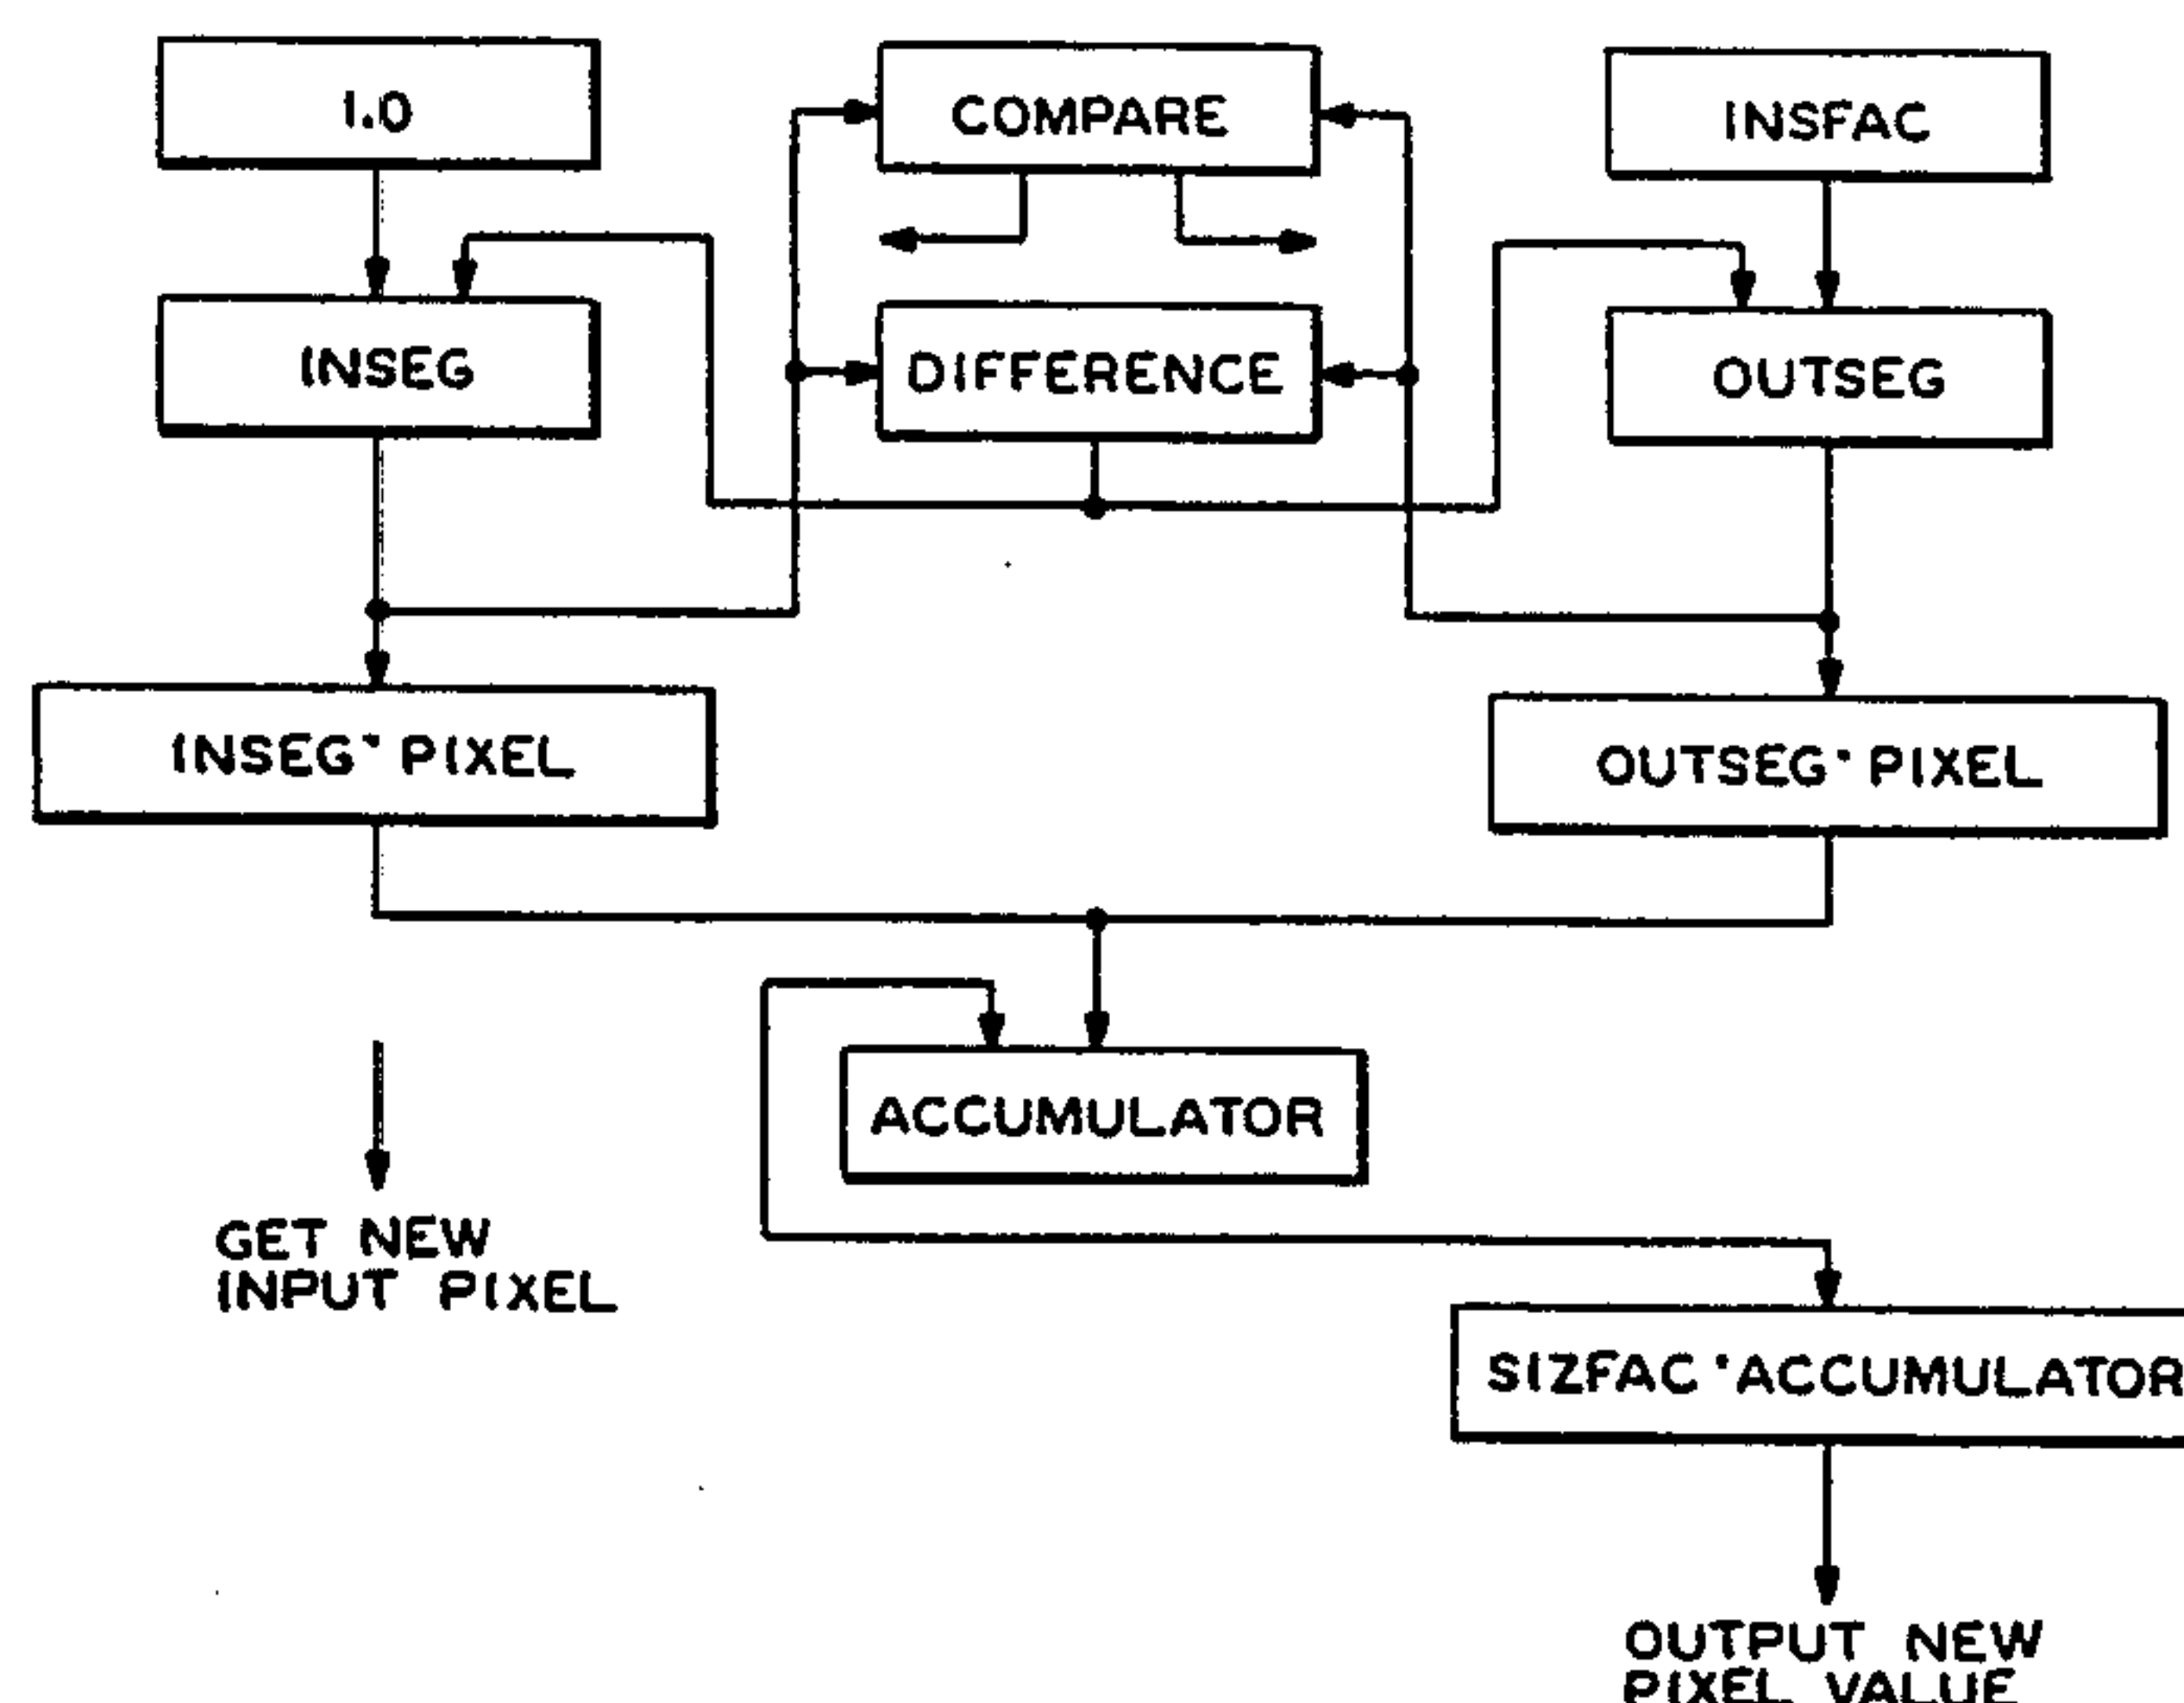 1.0
COMPARE
INSFAC
INSEG
DIFFERENCE
OUTSEG
INSEG · PIXEL
OUTSEG · PIXEL
ACCUMULATOR
GET NEW
INPUT PIXEL
SIZFAC · ACCUMULATOR
OUTPUT NEW
PIXEL VALUE